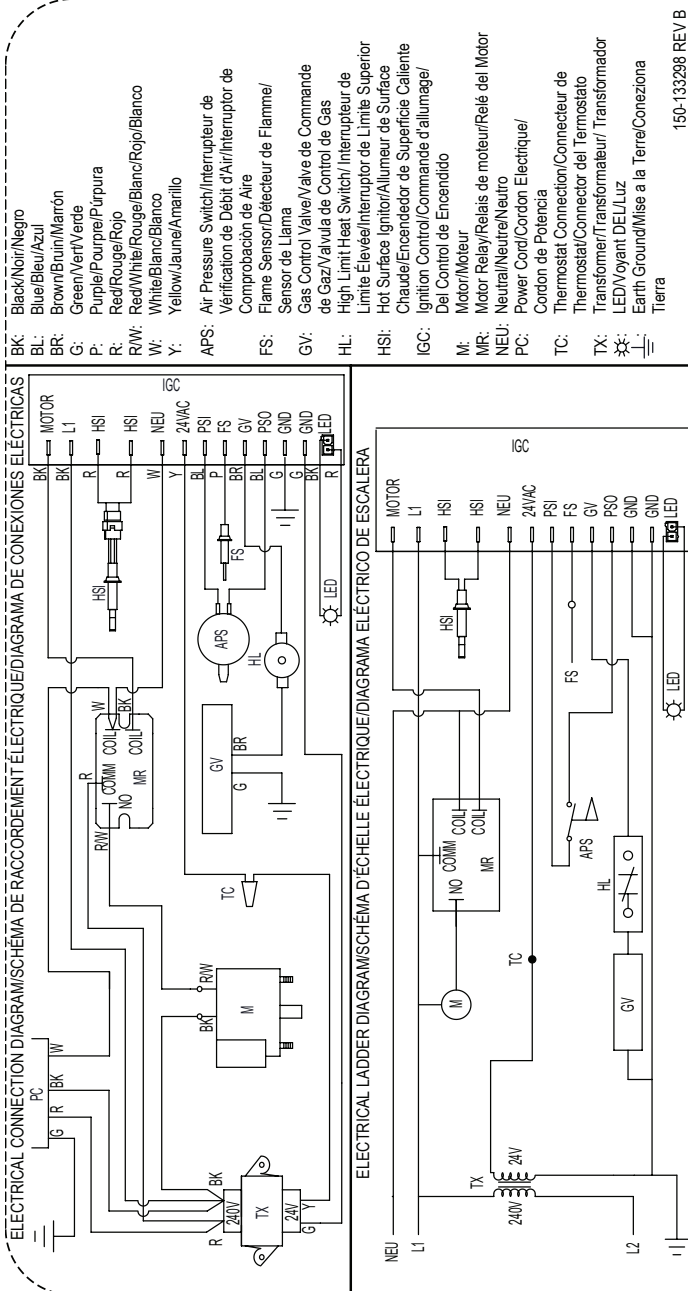 ELECTRICAL CONNECTION DIAGRAM/SCHÉMA DE RACCORDEMENT ÉLECTRIQUE/DIAGRAMA DE CONEXIONES ELÉCTRICAS
PC
G
R
BK
W
R/W
R
COMM
NO
COIL
COIL
MR
W
BK
HSI
BK
BK
R
R
W
Y
BL
P
BR
BL
G
G
BK
R
MOTOR
L1
HSI
HSI
NEU
24VAC
PSI
FS
GV
PSO
GND
GND
LED
IGC
R
BK
240V
TX
24V
G
Y
BK
R/W
M
TC
GV
G
BR
APS
HL
FS
LED
ELECTRICAL LADDER DIAGRAM/SCHÉMA D'ÉCHELLE ÉLECTRIQUE/DIAGRAMA ELÉCTRICO DE ESCALERA
NEU
L1
L2
240V
TX
24V
M
NO
COMM
COIL
COIL
MR
HSI
TC
APS
FS
GV
HL
LED
MOTOR
L1
HSI
HSI
NEU
24VAC
PSI
FS
GV
PSO
GND
GND
LED
IGC
BK: Black/Noir/Negro
BL: Blue/Bleu/Azul
BR: Brown/Bruin/Marrón
G: Green/Vert/Verde
P: Purple/Pourpre/Púrpura
R: Red/Rouge/Rojo
R/W: Red/White/Rouge/Blanc/Rojo/Blanco
W: White/Blanc/Blanco
Y: Yellow/Jaune/Amarillo
APS: Air Pressure Switch/Interrupteur de
Vérification de Débit d'Air/Interruptor de
Comprobaciòn de Aire
FS: Flame Sensor/Détecteur de Flamme/
Sensor de Llama
GV: Gas Control Valve/Valve de Commande
de Gaz/Valvula de Control de Gas
HL: High Limit Heat Switch/ Interrupteur de
Limite Élevée/Interruptor de Limite Superior
HSI: Hot Surface Ignitor/Allumeur de Surface
Chaude/Encendedor de Superficie Caliente
IGC: Ignition Control/Commande d'allumage/
Del Control de Encendido
M: Motor/Moteur
MR: Motor Relay/Relais de moteur/Relé del Motor
NEU: Neutral/Neutre/Neutro
PC: Power Cord/Cordon Electrique/
Cordon de Potencia
TC: Thermostat Connection/Connecteur de
Thermostat/Connector del Termostato
TX: Transformer/Transformateur/ Transformador
: LED/Voyant DEL/Luz
: Earth Ground/Mise a la Terre/Coneziona
Tierra
150-133298 REV B